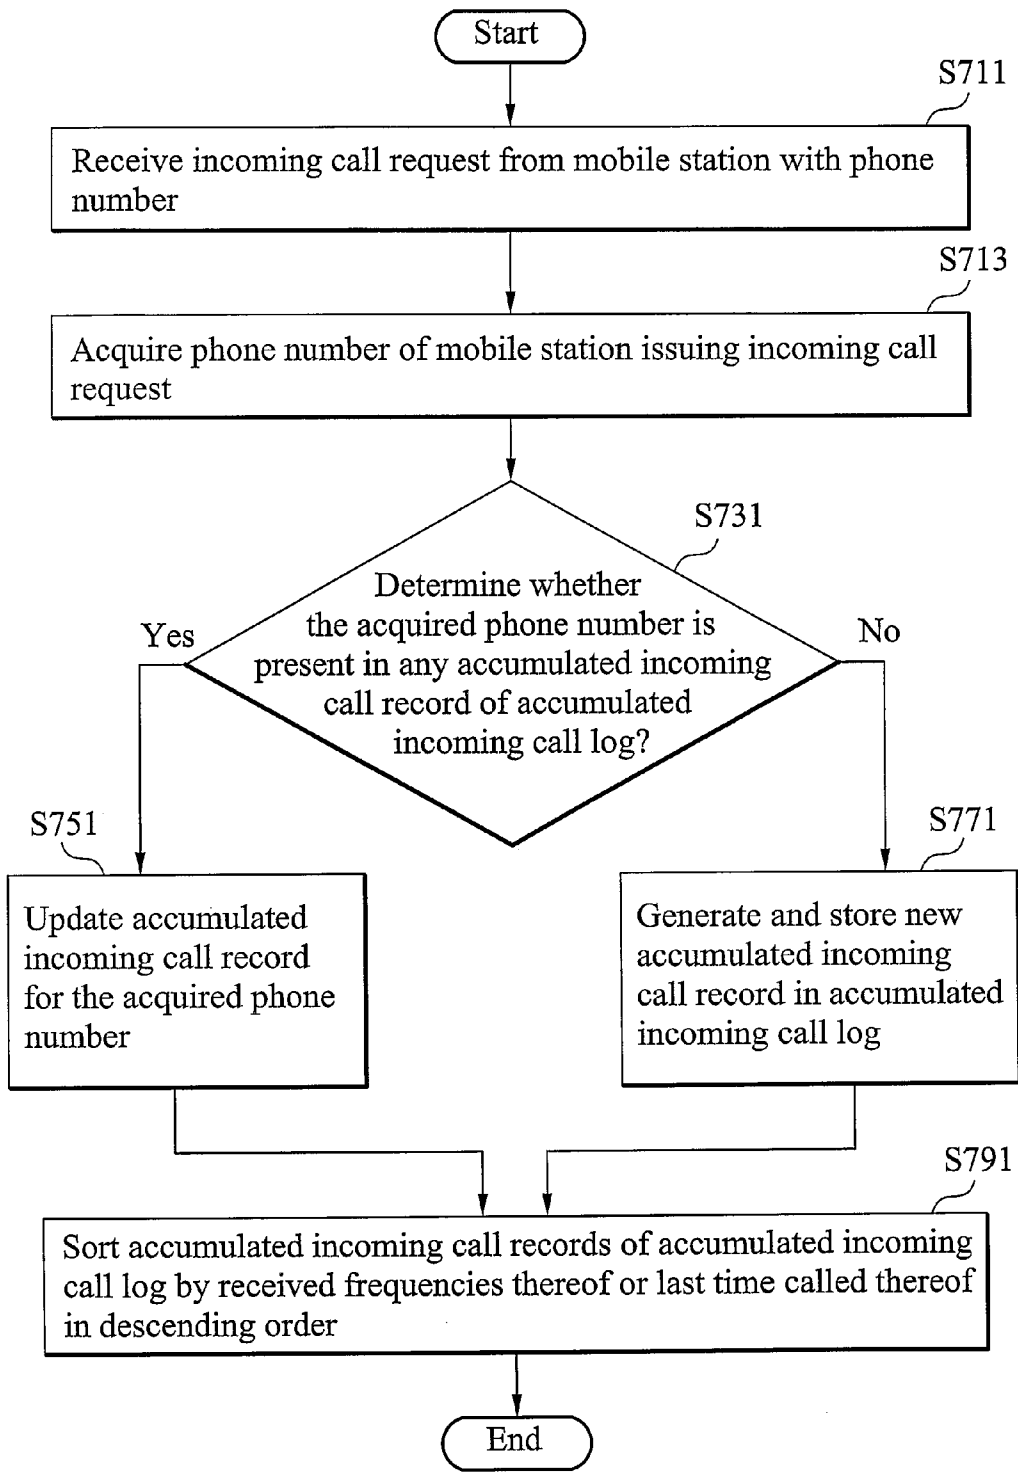 Start
S711
Receive incoming call request from mobile station with phone
number
S713
Acquire phone number of mobile station issuing incoming call
request
S731
Determine whether
the acquired phone number is
present in any accumulated incoming
call record of accumulated
incoming call log?
Yes
No
S751
Update accumulated
incoming call record
for the acquired phone
number
S771
Generate and store new
accumulated incoming
call record in accumulated
incoming call log
S791
Sort accumulated incoming call records of accumulated incoming
call log by received frequencies thereof or last time called thereof
in descending order
End